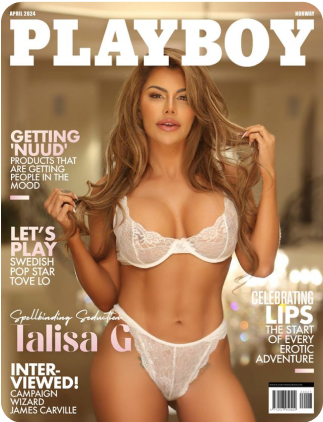 APRIL 2024
NORWAY
PLAYBOY
GETTING
'NUUD'
PRODUCTS THAT
ARE GETTING
PEOPLE IN THE
MOOD
LET'S
PLAY
SWEDISH
POP STAR
TOVE LO
Spellbinding Seduction
Talisa G
INTER-
VIEWED!
CAMPAIGN
WIZARD
JAMES CARVILLE
CELEBRATING
LIPS
THE START
OF EVERY
EROTIC
ADVENTURE